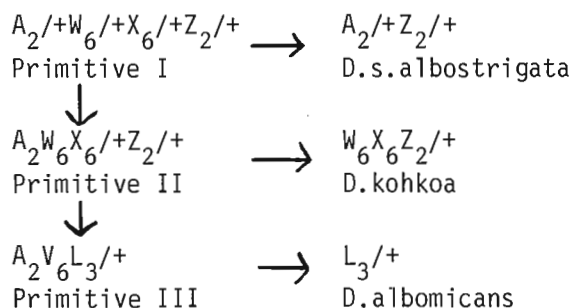 A₂/+W₆/+X₆/+Z₂/+ → A₂/+Z₂/+
Primitive I D.s.albostrigata
↓
A₂W₆X₆/+Z₂/+ → W₆X₆Z₂/+
Primitive II D.kohkoa
↓
A₂V₆L₃/+ → L₃/+
Primitive III D.albomicans